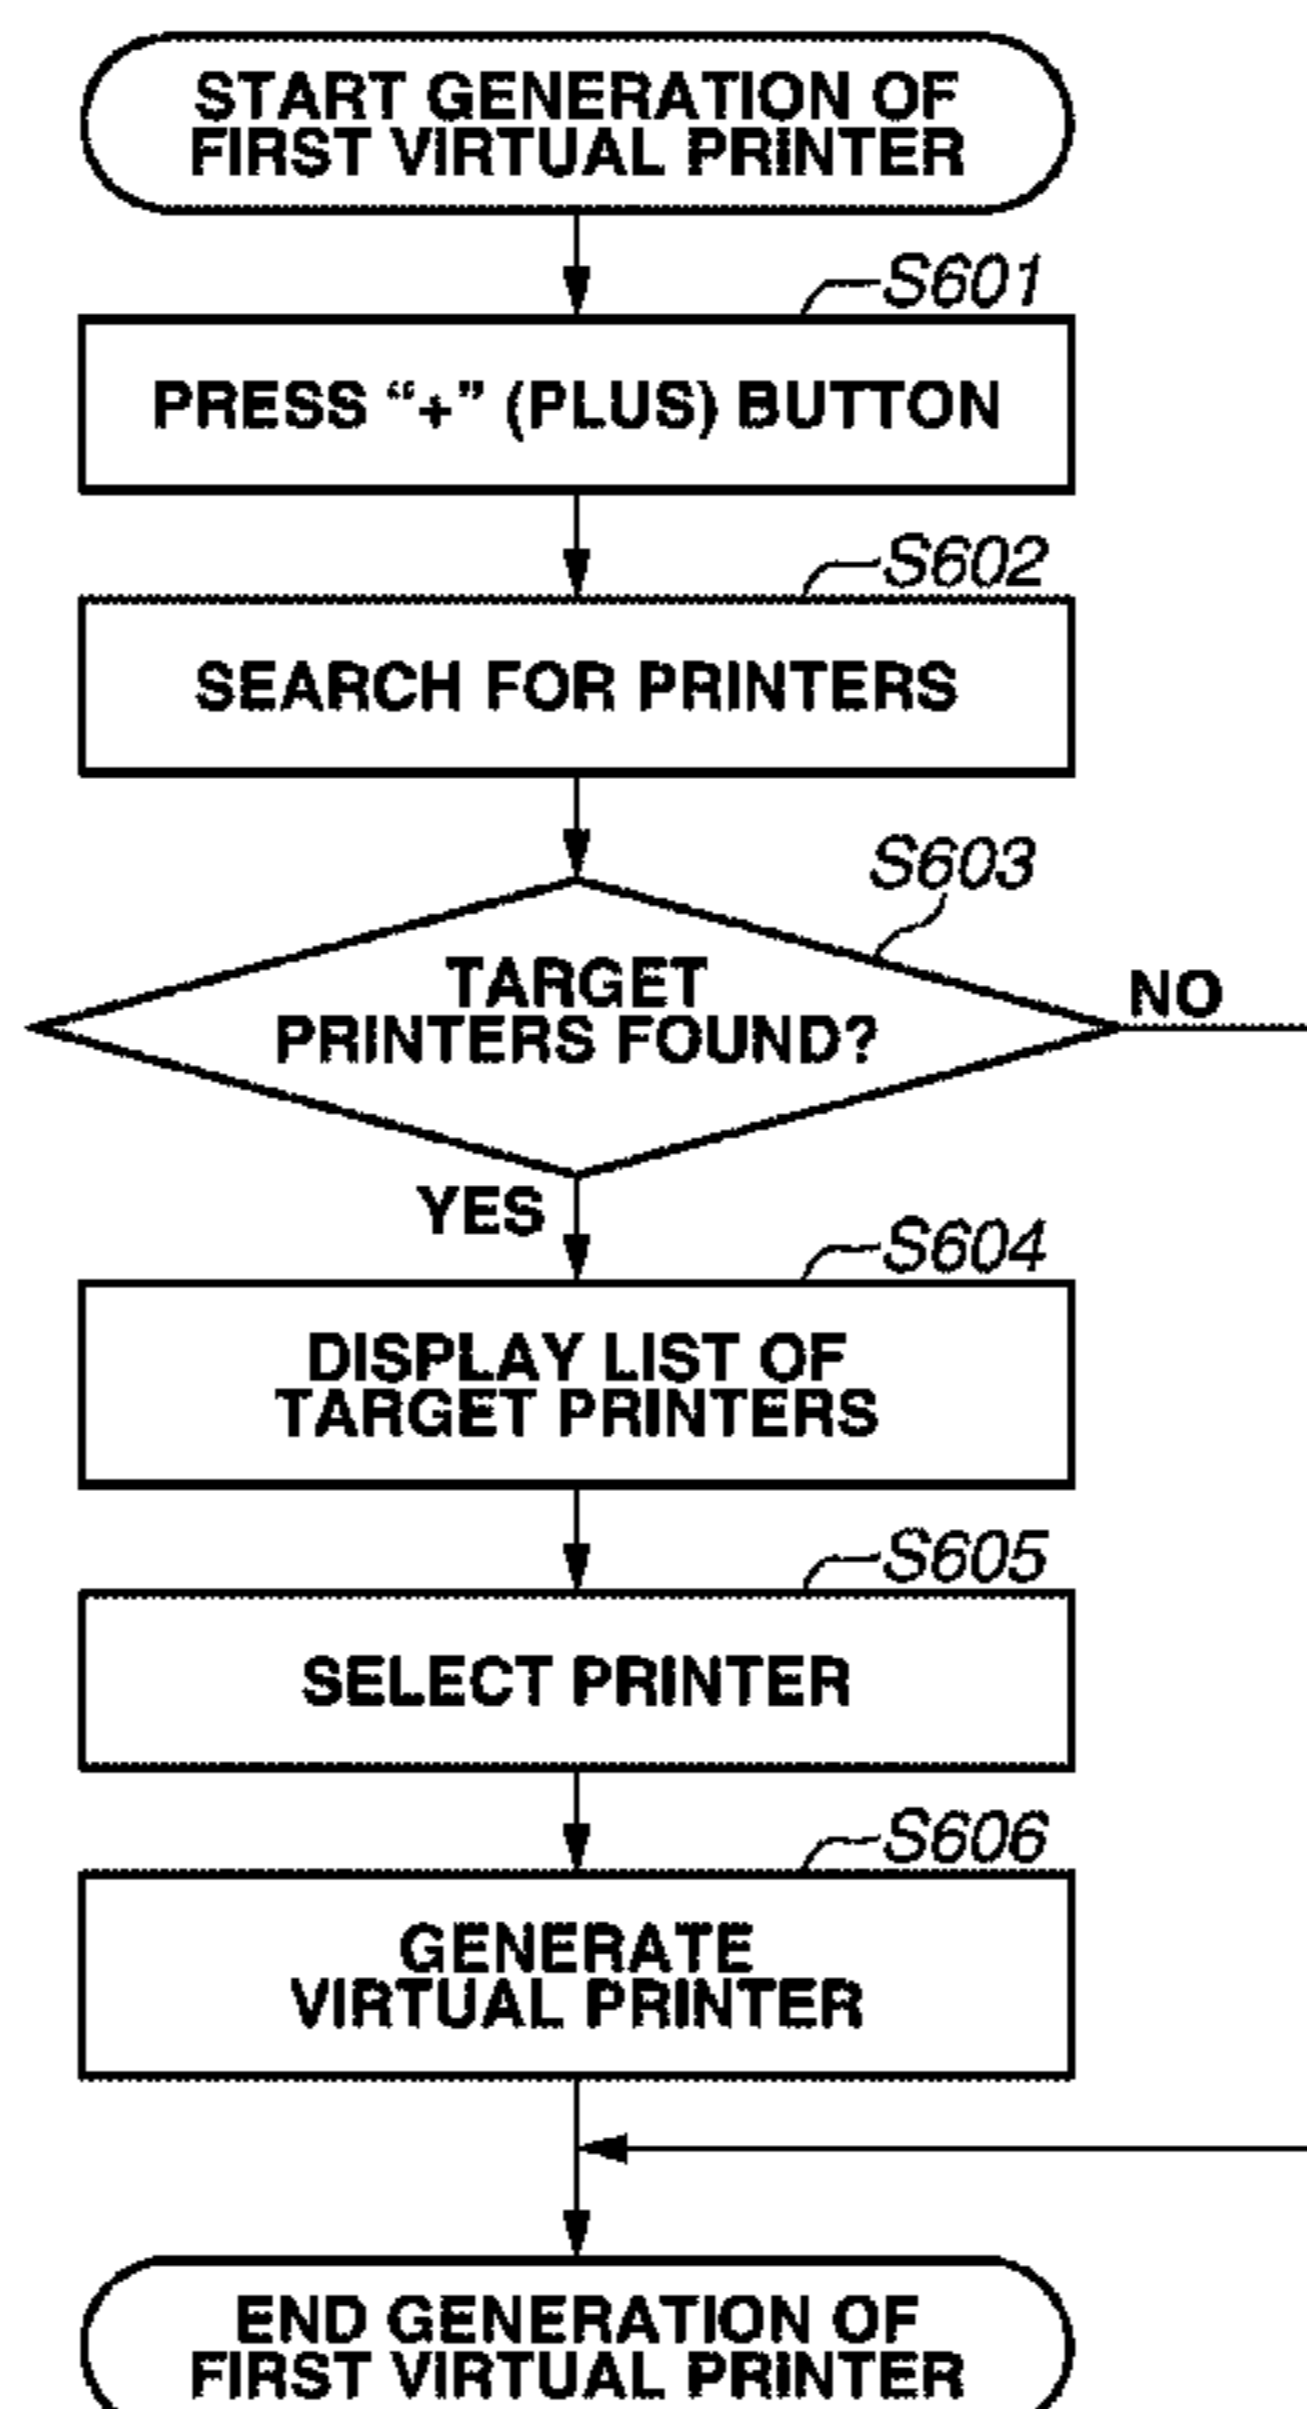 START GENERATION OF
FIRST VIRTUAL PRINTER
S601
PRESS “+” (PLUS) BUTTON
S602
SEARCH FOR PRINTERS
S603
TARGET
PRINTERS FOUND?
NO
YES
S604
DISPLAY LIST OF
TARGET PRINTERS
S605
SELECT PRINTER
S606
GENERATE
VIRTUAL PRINTER
END GENERATION OF
FIRST VIRTUAL PRINTER